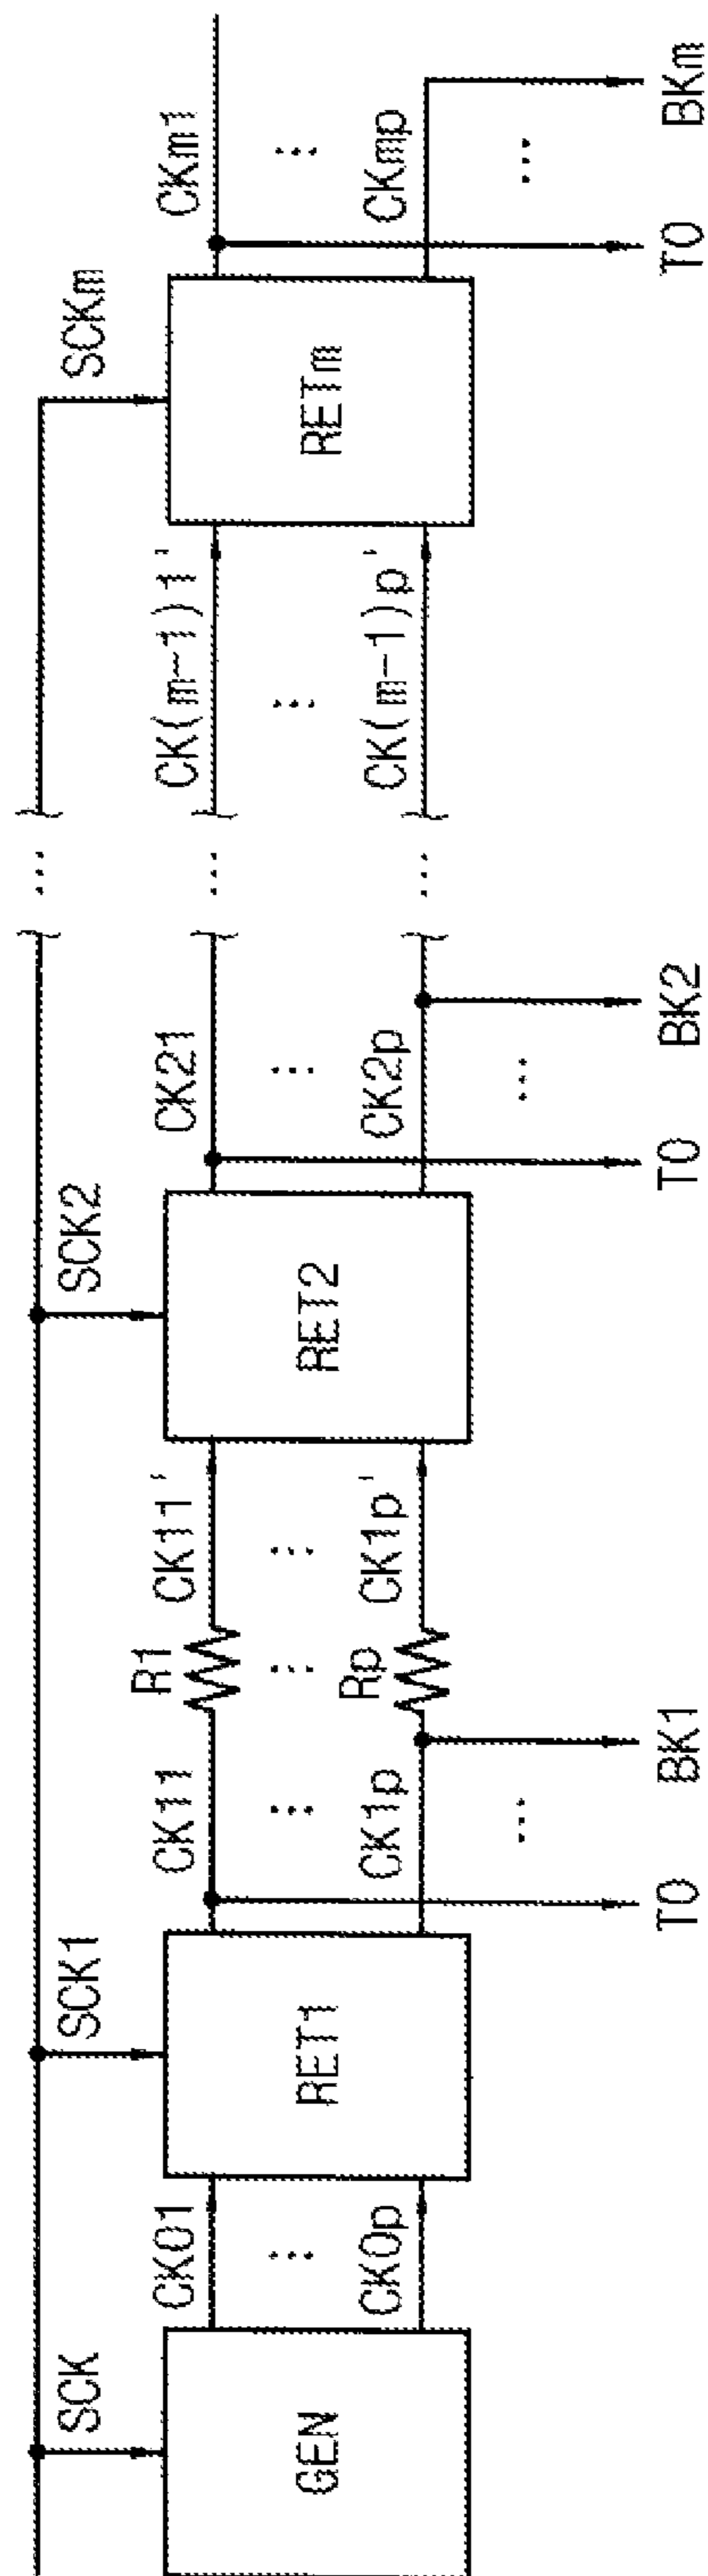 SCK
SCK1
SCK2
SCKm
GEN
CK01
⋮
CK0p
RET1
CK11
⋮
CK1p
R1
⋮
Rp
CK11'
⋮
CK1p'
RET2
CK21
⋮
CK2p
...
...
...
CK(m-1)1'
⋮
CK(m-1)p'
RETm
CKm1
⋮
CKmp
TO ... BK1
TO ... BK2
TO ... BKm